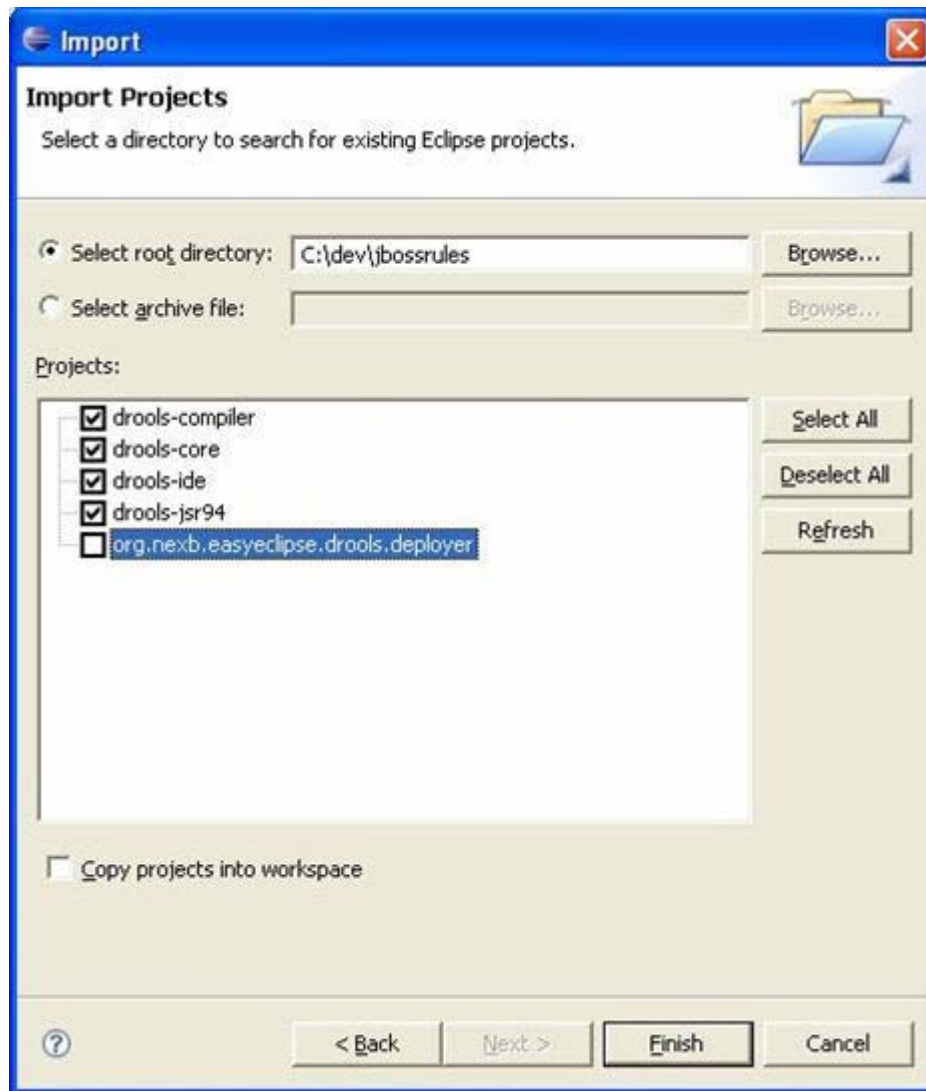 Import
Import Projects
Select a directory to search for existing Eclipse projects.
Select root directory: C:\dev\jbossrules Browse...
Select archive file: Browse...
Projects:
drools-compiler Select All
drools-core
drools-ide Deselect All
drools-jsr94
org.nexb.easyeclipse.drools.deployer Refresh
Copy projects into workspace
? < Back Next > Finish Cancel